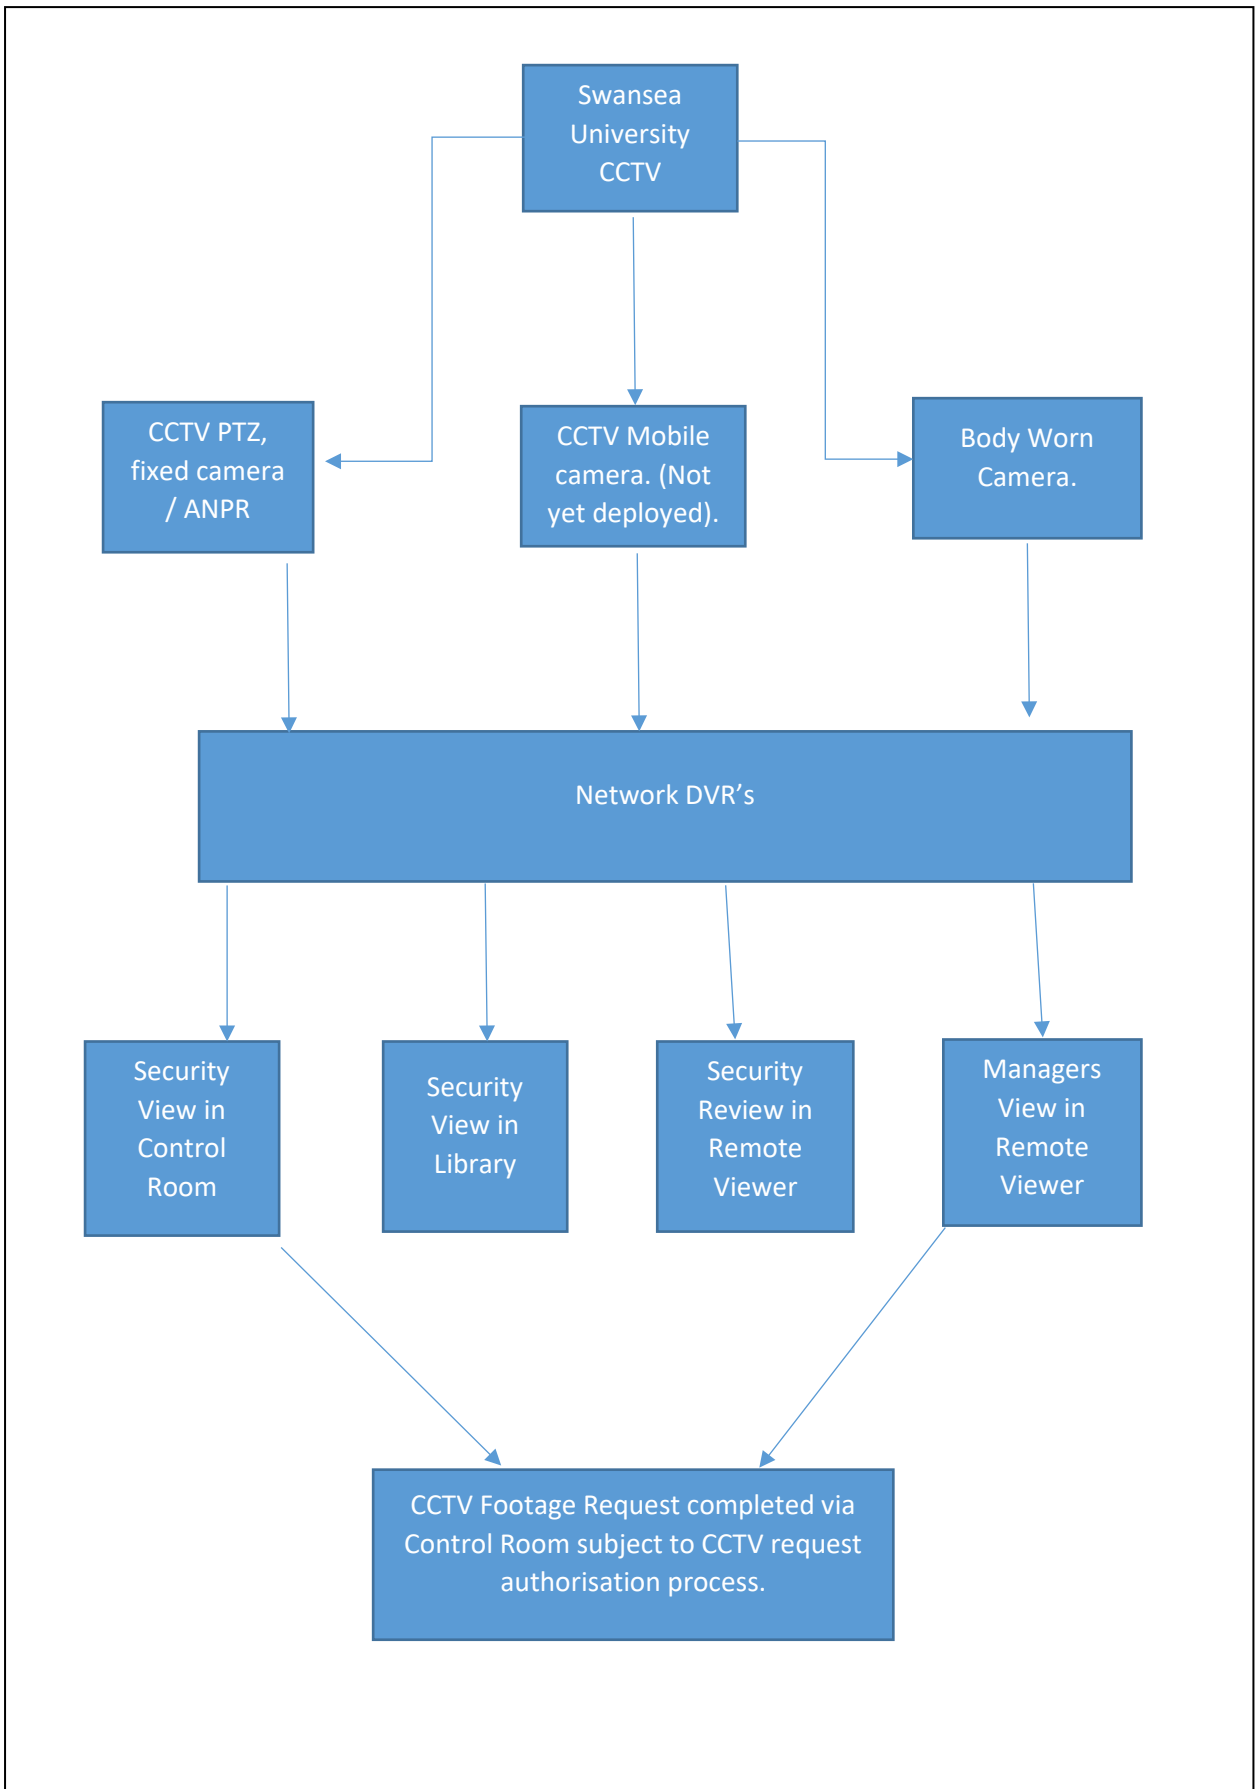 Swansea
University
CCTV
CCTV PTZ,
fixed camera
/ ANPR
CCTV Mobile
camera. (Not
yet deployed).
Body Worn
Camera.
Network DVR’s
Security
View in
Control
Room
Security
View in
Library
Security
Review in
Remote
Viewer
Managers
View in
Remote
Viewer
CCTV Footage Request completed via
Control Room subject to CCTV request
authorisation process.